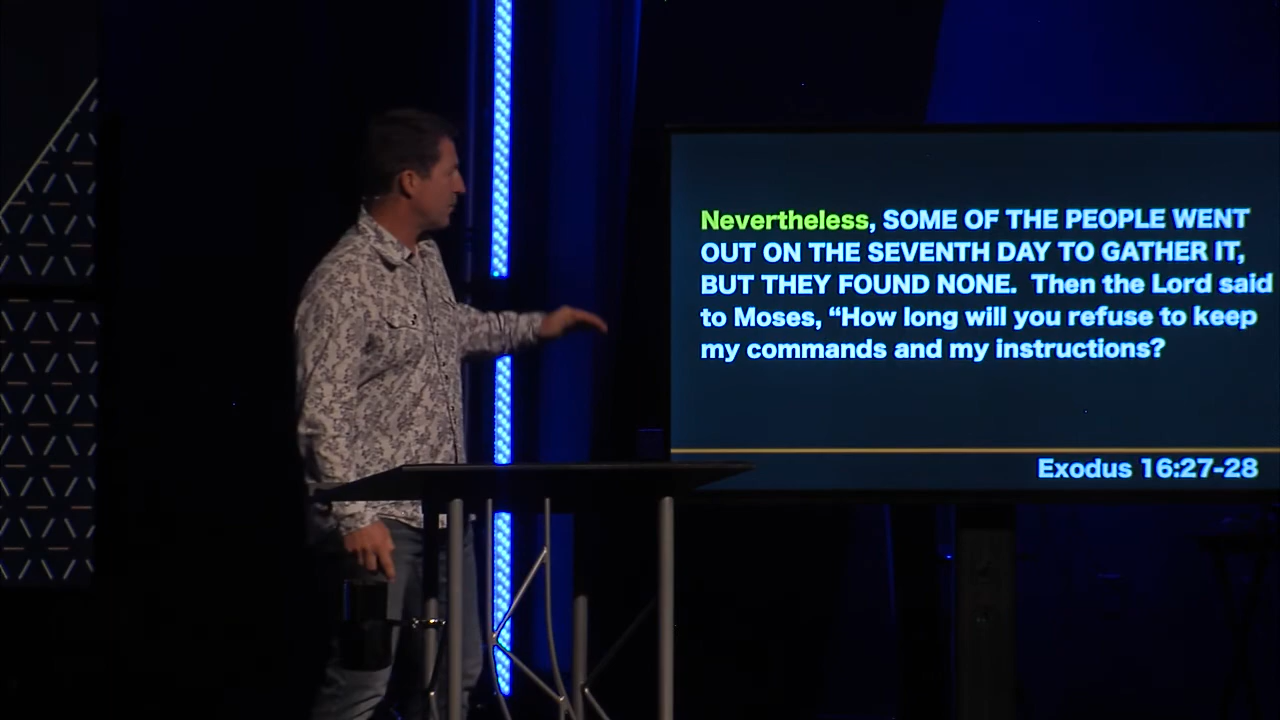 Nevertheless, SOME OF THE PEOPLE WENT
OUT ON THE SEVENTH DAY TO GATHER IT,
BUT THEY FOUND NONE.  Then the Lord said
to Moses, “How long will you refuse to keep
my commands and my instructions?
Exodus 16:27-28